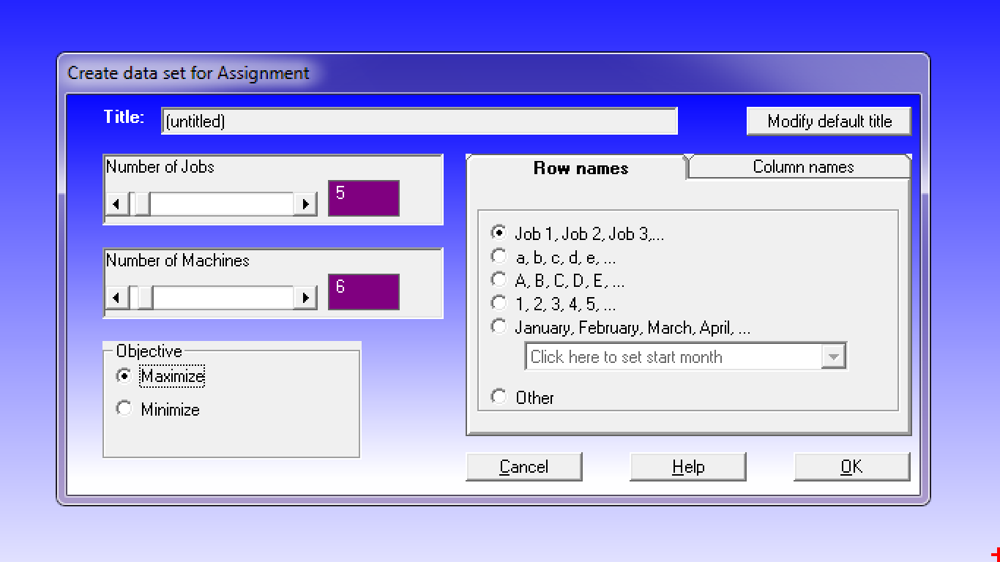 Create data set for Assignment
Title: (untitled) Modify default title
Number of Jobs
5
Number of Machines
6
Objective
Maximize
Minimize
Row names Column names
Job 1, Job 2, Job 3,...
a, b, c, d, e, ...
A, B, C, D, E, ...
1, 2, 3, 4, 5, ...
January, February, March, April, ...
Click here to set start month
Other
Cancel Help OK